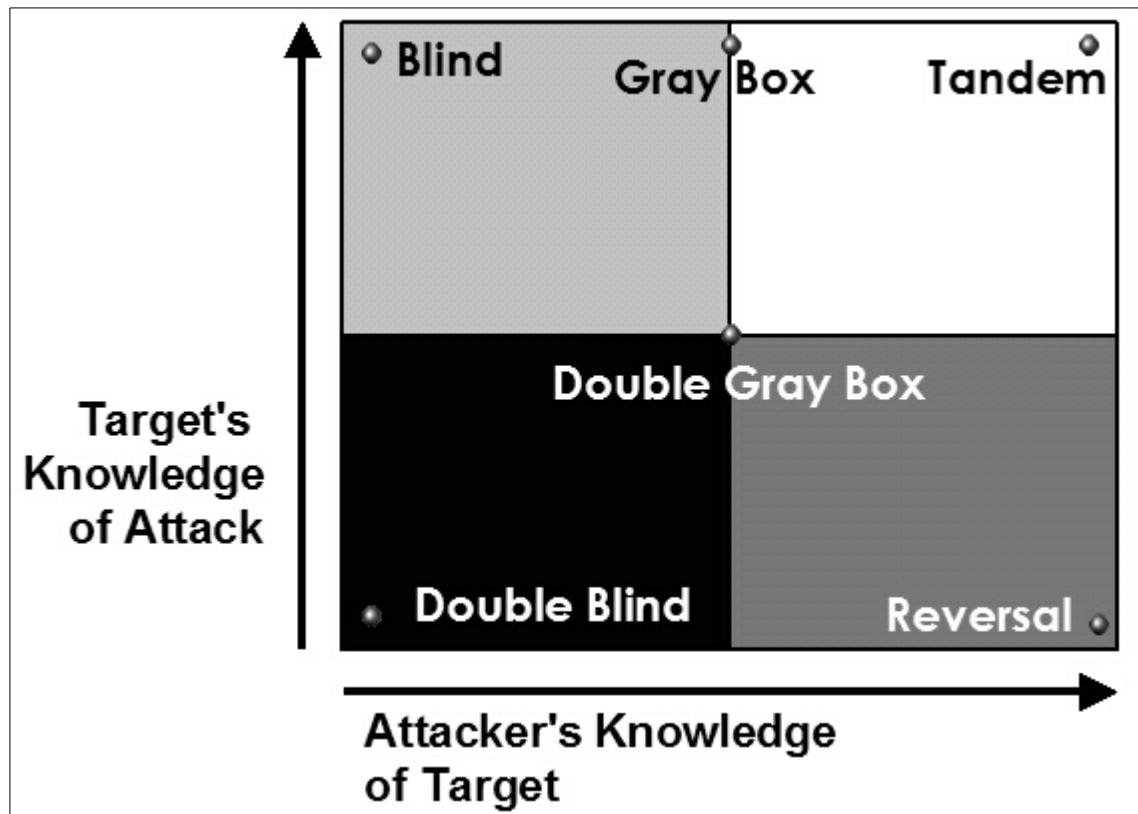 Blind
Gray Box
Tandem
Double Gray Box
Target's
Knowledge
of Attack
Double Blind
Reversal
Attacker's Knowledge
of Target